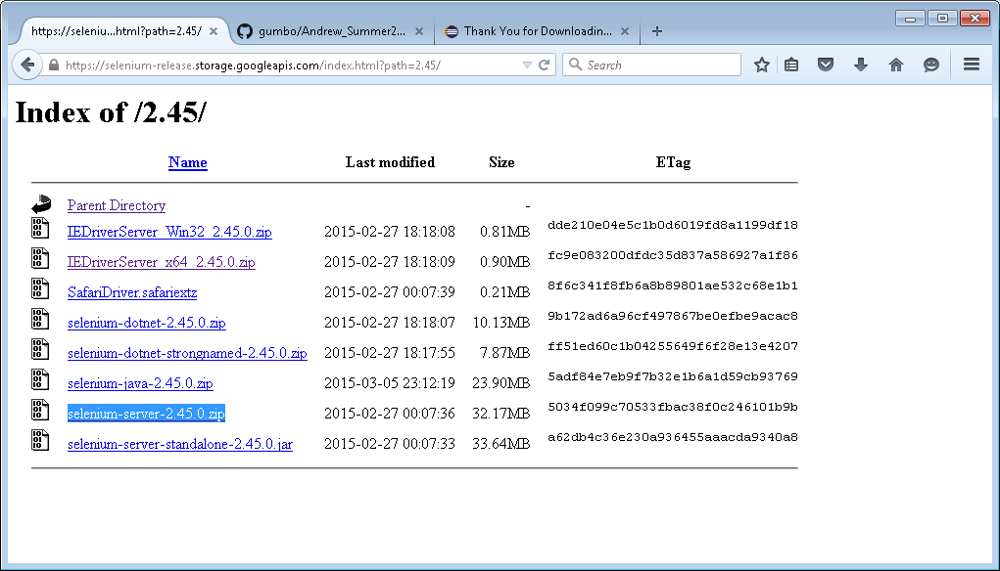 https://seleniu...html?path=2.45/ gumbo/Andrew_Summer2... Thank You for Downloadin...
https://selenium-release.storage.googleapis.com/index.html?path=2.45/ Search
Index of /2.45/
Name Last modified Size ETag
Parent Directory -
IEDriverServer_Win32_2.45.0.zip 2015-02-27 18:18:08 0.81MB dde210e04e5c1b0d6019fd8a1199df18
IEDriverServer_x64_2.45.0.zip 2015-02-27 18:18:09 0.90MB fc9e083200dfdc35d837a586927a1f86
SafariDriver.safariextz 2015-02-27 00:07:39 0.21MB 8f6c341f8fb6a8b89801ae532c68e1b1
selenium-dotnet-2.45.0.zip 2015-02-27 18:18:07 10.13MB 9b172ad6a96cf497867be0efbe9acac8
selenium-dotnet-strongnamed-2.45.0.zip 2015-02-27 18:17:55 7.87MB ff51ed60c1b04255649f6f28e13e4207
selenium-java-2.45.0.zip 2015-03-05 23:12:19 23.90MB 5adf84e7eb9f7b32e1b6a1d59cb93769
selenium-server-2.45.0.zip 2015-02-27 00:07:36 32.17MB 5034f099c70533fbac38f0c246101b9b
selenium-server-standalone-2.45.0.jar 2015-02-27 00:07:33 33.64MB a62db4c36e230a936455aaacda9340a8